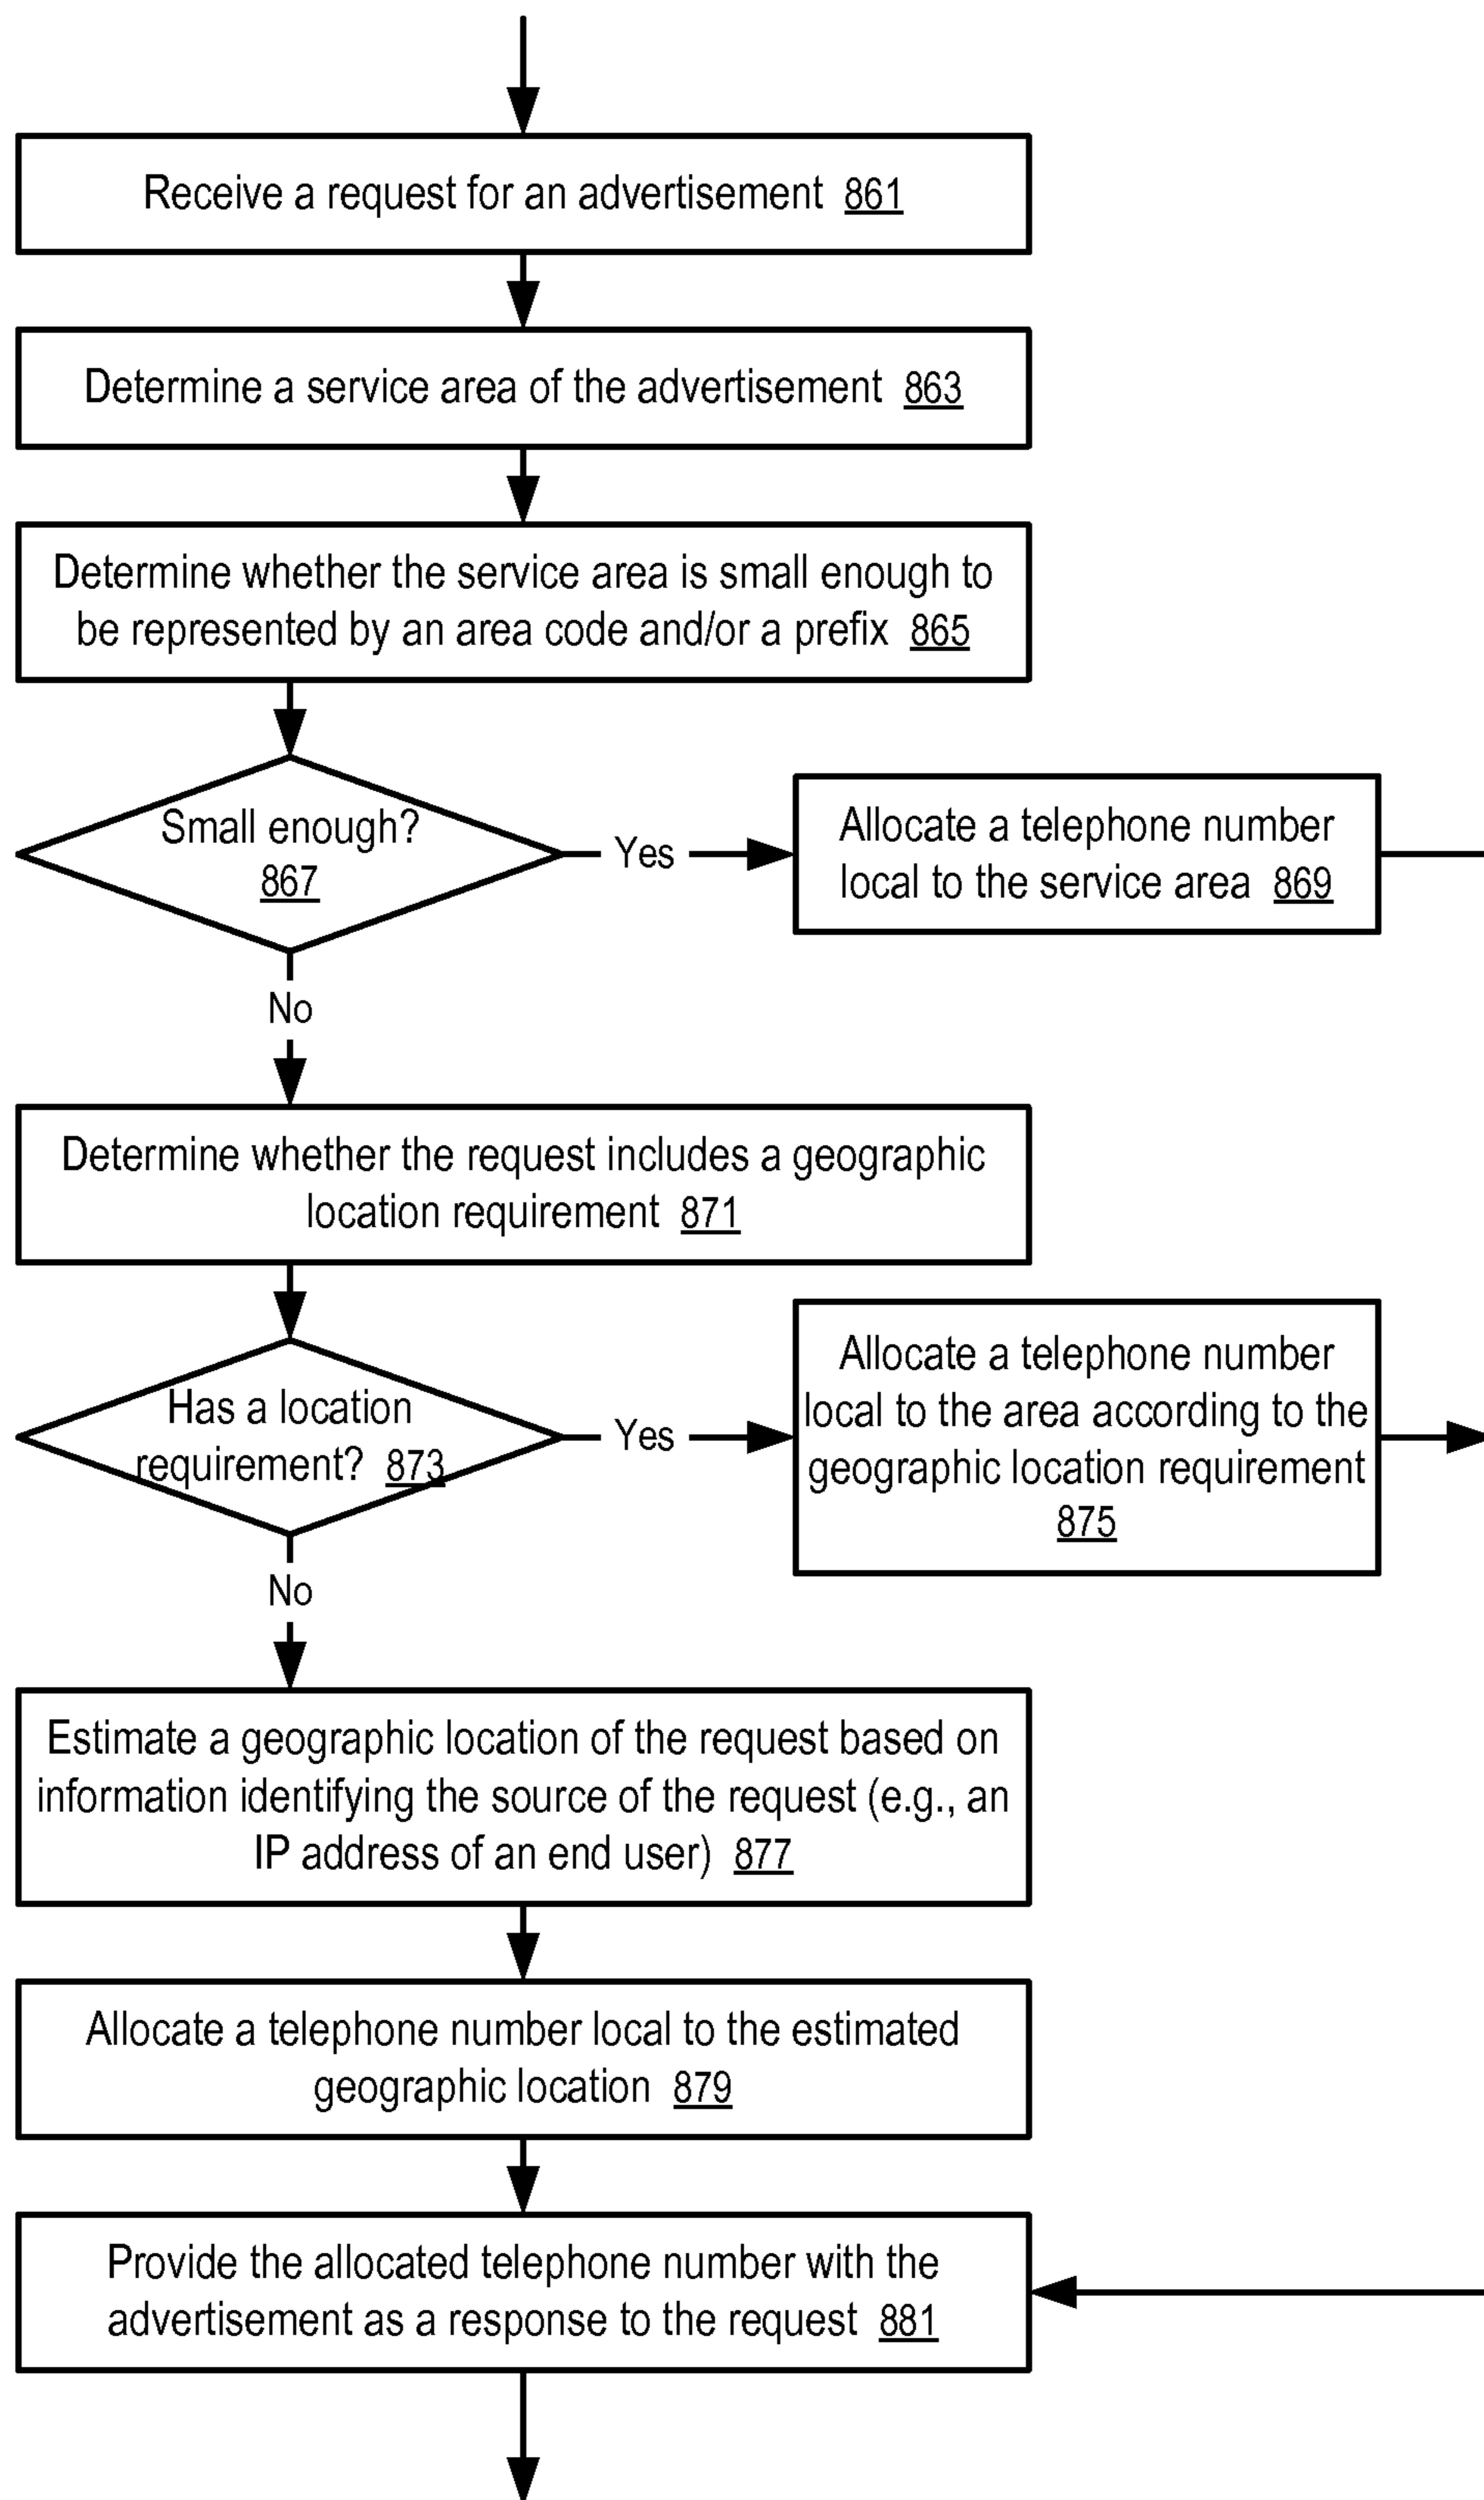 Receive a request for an advertisement 861
Determine a service area of the advertisement 863
Determine whether the service area is small enough to
be represented by an area code and/or a prefix 865
Small enough?
867
Yes
Allocate a telephone number
local to the service area 869
No
Determine whether the request includes a geographic
location requirement 871
Has a location
requirement? 873
Yes
Allocate a telephone number
local to the area according to the
geographic location requirement
875
No
Estimate a geographic location of the request based on
information identifying the source of the request (e.g., an
IP address of an end user) 877
Allocate a telephone number local to the estimated
geographic location 879
Provide the allocated telephone number with the
advertisement as a response to the request 881